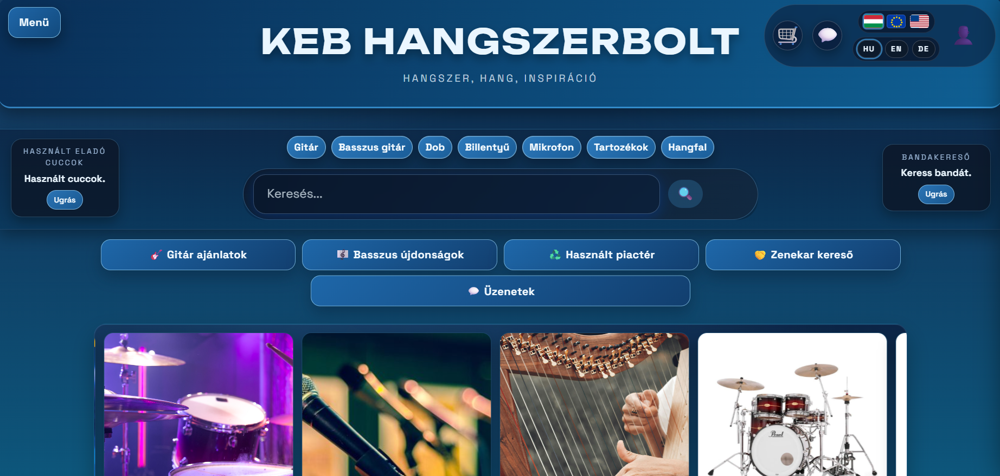 Menü
KEB HANGSZERBOLT
HANGSZER, HANG, INSPIRÁCIÓ
HU EN DE
HASZNÁLT ELADÓ
CUCCOK
Használt cuccok.
Ugrás
Gitár Basszus gitár Dob Billentyű Mikrofon Tartozékok Hangfal
Keresés...
BANDAKERESŐ
Keress bandát.
Ugrás
Gitár ajánlatok
Basszus újdonságok
Használt piactér
Zenekar kereső
Üzenetek
Pearl